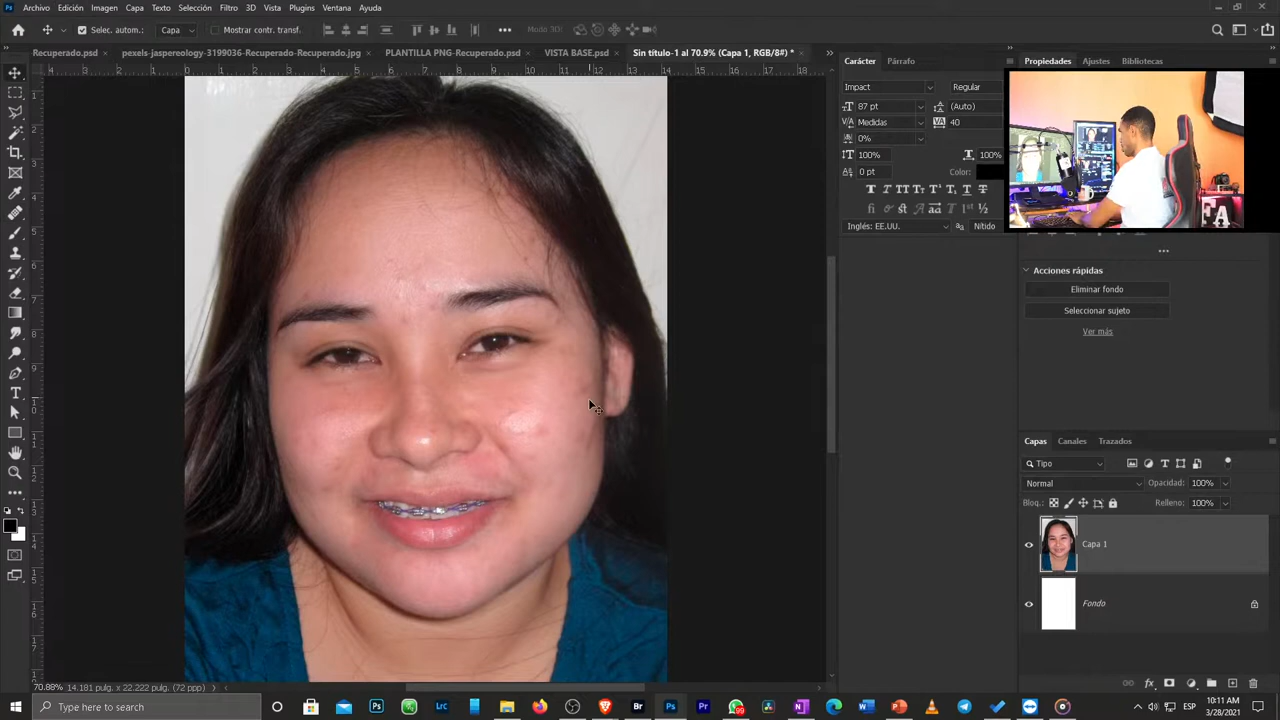 Archivo Edición Imagen Capa Texto Selección Filtro 3D Vista Plugins Ventana Ayuda
Selec. autom.: Capa Mostrar contr. transf. Modo 3D:
Recuperado.psd × pexels-jaspereology-3199036-Recuperado-Recuperado.jpg × PLANTILLA PNG-Recuperado.psd × VISTA BASE.psd × Sin título-1 al 70.9% (Capa 1, RGB/8#) * ×
Carácter Párrafo
Impact Regular
87 pt (Auto)
Medidas 40
0%
100% 100%
0 pt Color:
Inglés: EE.UU. Nítido
Propiedades Ajustes Bibliotecas
FA
Acciones rápidas
Eliminar fondo
Seleccionar sujeto
Ver más
Capas Canales Trazados
Tipo
Normal Opacidad: 100%
Bloq.: Relleno: 100%
Capa 1
Fondo
70.88% 14.181 pulg. x 22.222 pulg. (72 ppp)
Type here to search
ESP
10:11 AM
3/28/2021